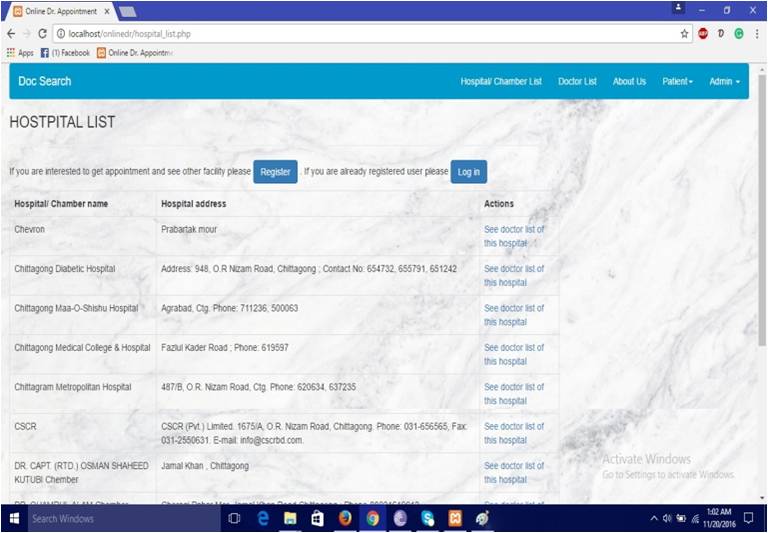 Online Dr. Appointment
localhost/onlinedr/hospital_list.php
Apps (1) Facebook Online Dr. Appointme
Doc Search Hospital/ Chamber List Doctor List About Us Patient Admin
HOSTPITAL LIST
If you are interested to get appointment and see other facility please Register . If you are already registered user please Log in
Hospital/ Chamber name Hospital address Actions
Chevron Prabartak mour See doctor list of
this hospital
Chittagong Diabetic Hospital Address: 948, O.R Nizam Road, Chittagong ; Contact No: 654732, 655791, 651242 See doctor list of
this hospital
Chittagong Maa-O-Shishu Hospital Agrabad, Ctg. Phone: 711236, 500063 See doctor list of
this hospital
Chittagong Medical College & Hospital Fazlul Kader Road ; Phone: 619597 See doctor list of
this hospital
Chittagram Metropolitan Hospital 487/B, O.R. Nizam Road, Ctg. Phone: 620634, 637235 See doctor list of
this hospital
CSCR CSCR (Pvt.) Limited. 1675/A, O.R. Nizam Road, Chittagong. Phone: 031-656565, Fax: See doctor list of
031-2550631. E-mail: info@cscrbd.com. this hospital
DR. CAPT. (RTD.) OSMAN SHAHEED Jamal Khan , Chittagong See doctor list of
KUTUBI Chember this hospital
Activate Windows
Go to Settings to activate Windows.
Search Windows
1:02 AM
11/20/2016